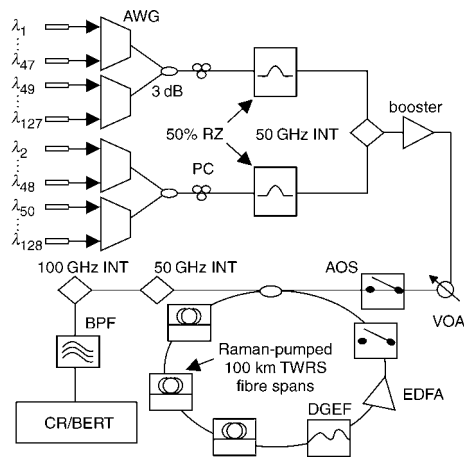 AWG
λ1
λ47
λ49
λ127
3 dB
50% RZ
50 GHz INT
booster
λ2
λ48
λ50
λ128
PC
100 GHz INT
50 GHz INT
AOS
VOA
BPF
Raman-pumped
100 km TWRS
fibre spans
EDFA
DGEF
CR/BERT